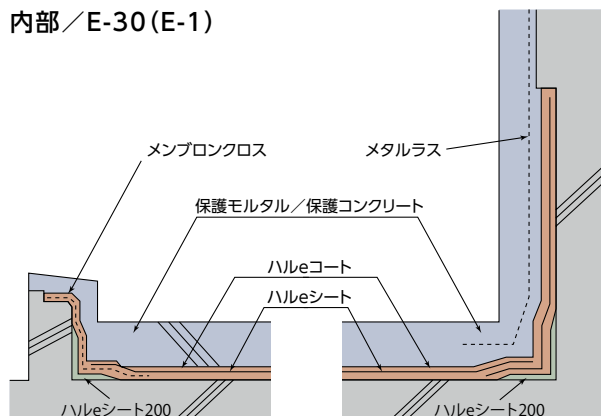 内部／E-30(E-1)
メンブロンクロス
メタルラス
保護モルタル／保護コンクリート
ハルeコート
ハルeシート
ハルeシート200
ハルeシート200